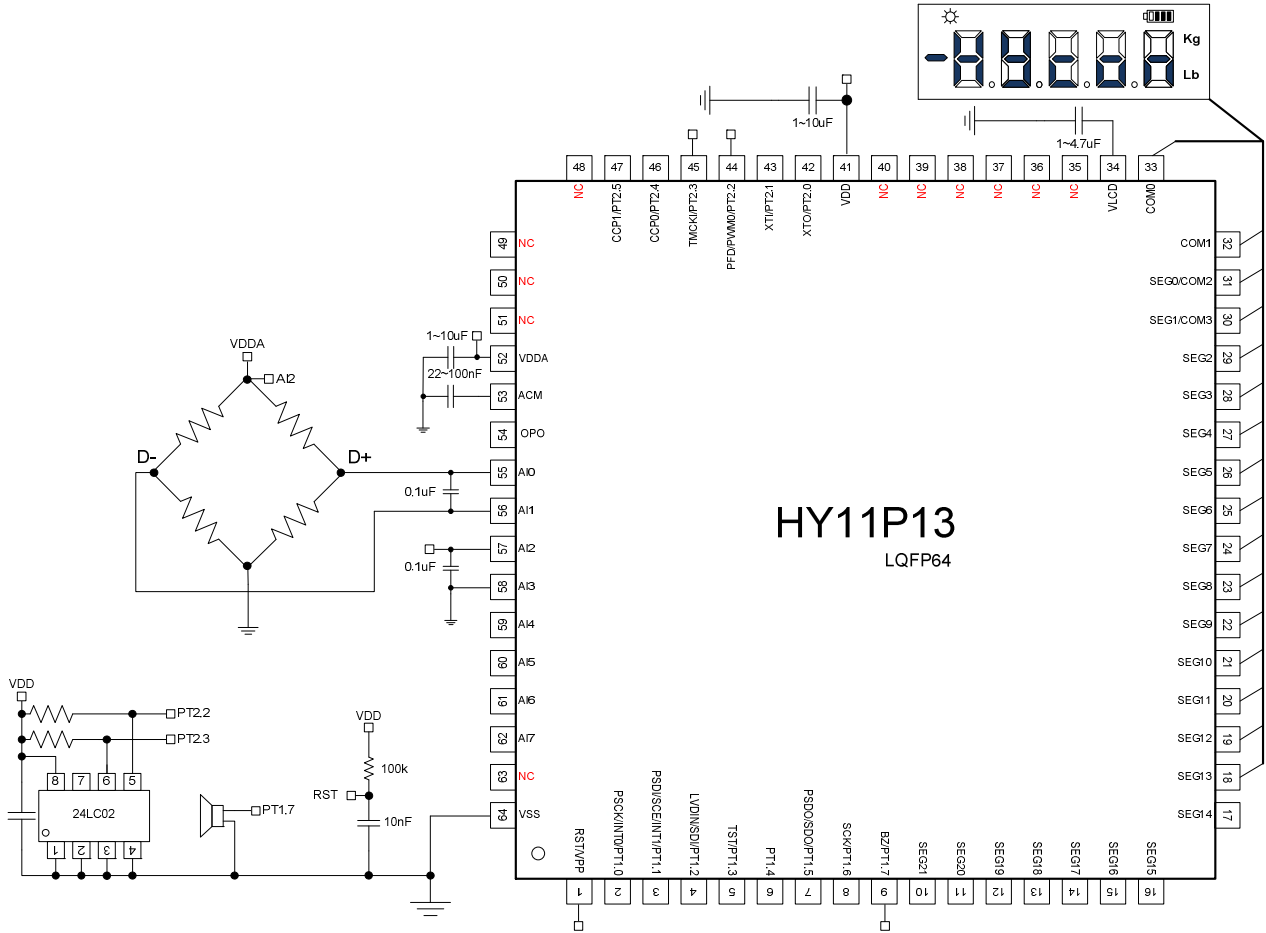 Kg
Lb
1~10uF
1~4.7uF
48 47 46 45 44 43 42 41 40 39 38 37 36 35 34 33
NC CCP1/PT2.5 CCP0/PT2.4 TMCKI/PT2.3 PFD/PWM0/PT2.2 XTI/PT2.1 XTO/PT2.0 VDD NC NC NC NC NC NC VLCD COM0
49 NC
50 NC
51 NC
52 VDDA
53 ACM
54 OPO
55 AI0
56 AI1
57 AI2
58 AI3
59 AI4
60 AI5
61 AI6
62 AI7
63 NC
64 VSS
COM1 32
SEG0/COM2 31
SEG1/COM3 30
SEG2 29
SEG3 28
SEG4 27
SEG5 26
SEG6 25
SEG7 24
SEG8 23
SEG9 22
SEG10 21
SEG11 20
SEG12 19
SEG13 18
SEG14 17
1~10uF
22~100nF
VDDA
AI2
D-
D+
0.1uF
0.1uF
HY11P13
LQFP64
VDD
PT2.2
PT2.3
8 7 6 5
24LC02
1 2 3 4
PT1.7
VDD
100k
RST
10nF
RST/VPP PSCK/INT0/PT1.0 PSDI/SCE/INT1/PT1.1 LVDIN/SDI/PT1.2 TST/PT1.3 PT1.4 PSDO/SDO/PT1.5 SCK/PT1.6 BZ/PT1.7 SEG21 SEG20 SEG19 SEG18 SEG17 SEG16 SEG15
1 2 3 4 5 6 7 8 9 10 11 12 13 14 15 16